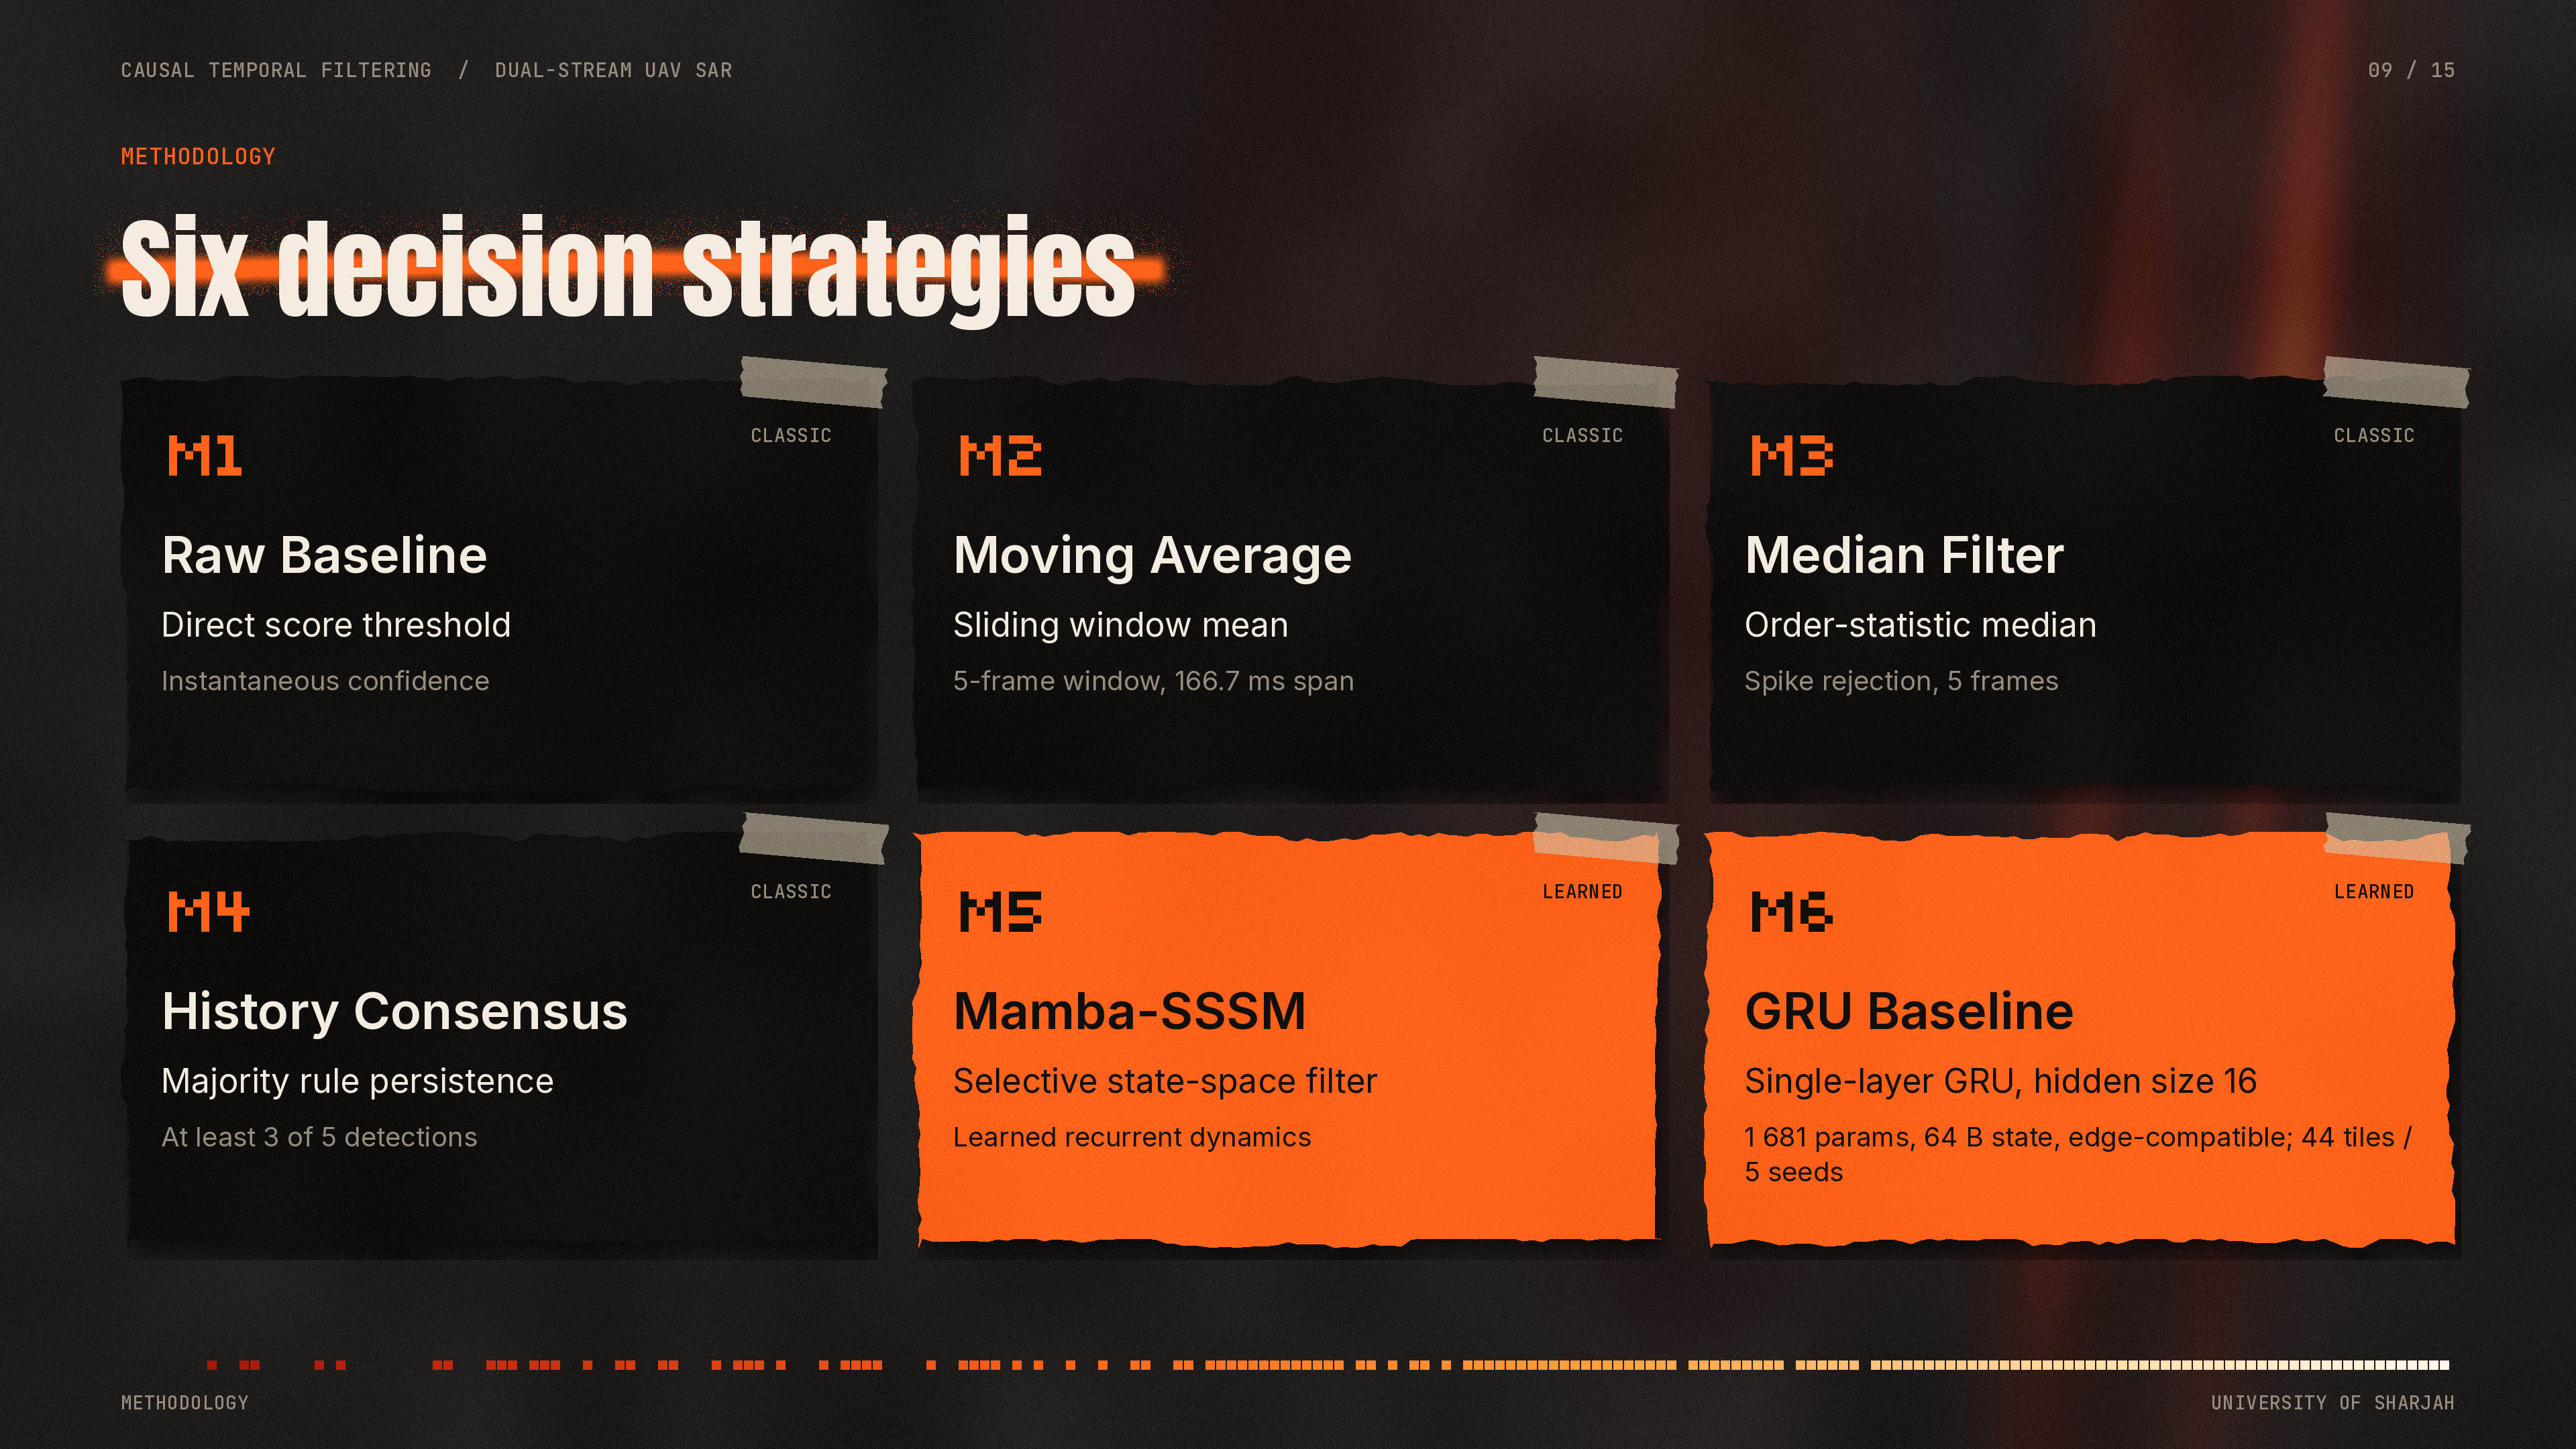 CAUSAL TEMPORAL FILTERING / DUAL-STREAM UAV SAR
09 / 15
METHODOLOGY
Six decision strategies
M1
CLASSIC
Raw Baseline
Direct score threshold
Instantaneous confidence
M2
CLASSIC
Moving Average
Sliding window mean
5-frame window, 166.7 ms span
M3
CLASSIC
Median Filter
Order-statistic median
Spike rejection, 5 frames
M4
CLASSIC
History Consensus
Majority rule persistence
At least 3 of 5 detections
M5
LEARNED
Mamba-SSSM
Selective state-space filter
Learned recurrent dynamics
M6
LEARNED
GRU Baseline
Single-layer GRU, hidden size 16
1 681 params, 64 B state, edge-compatible; 44 tiles /
5 seeds
METHODOLOGY
UNIVERSITY OF SHARJAH